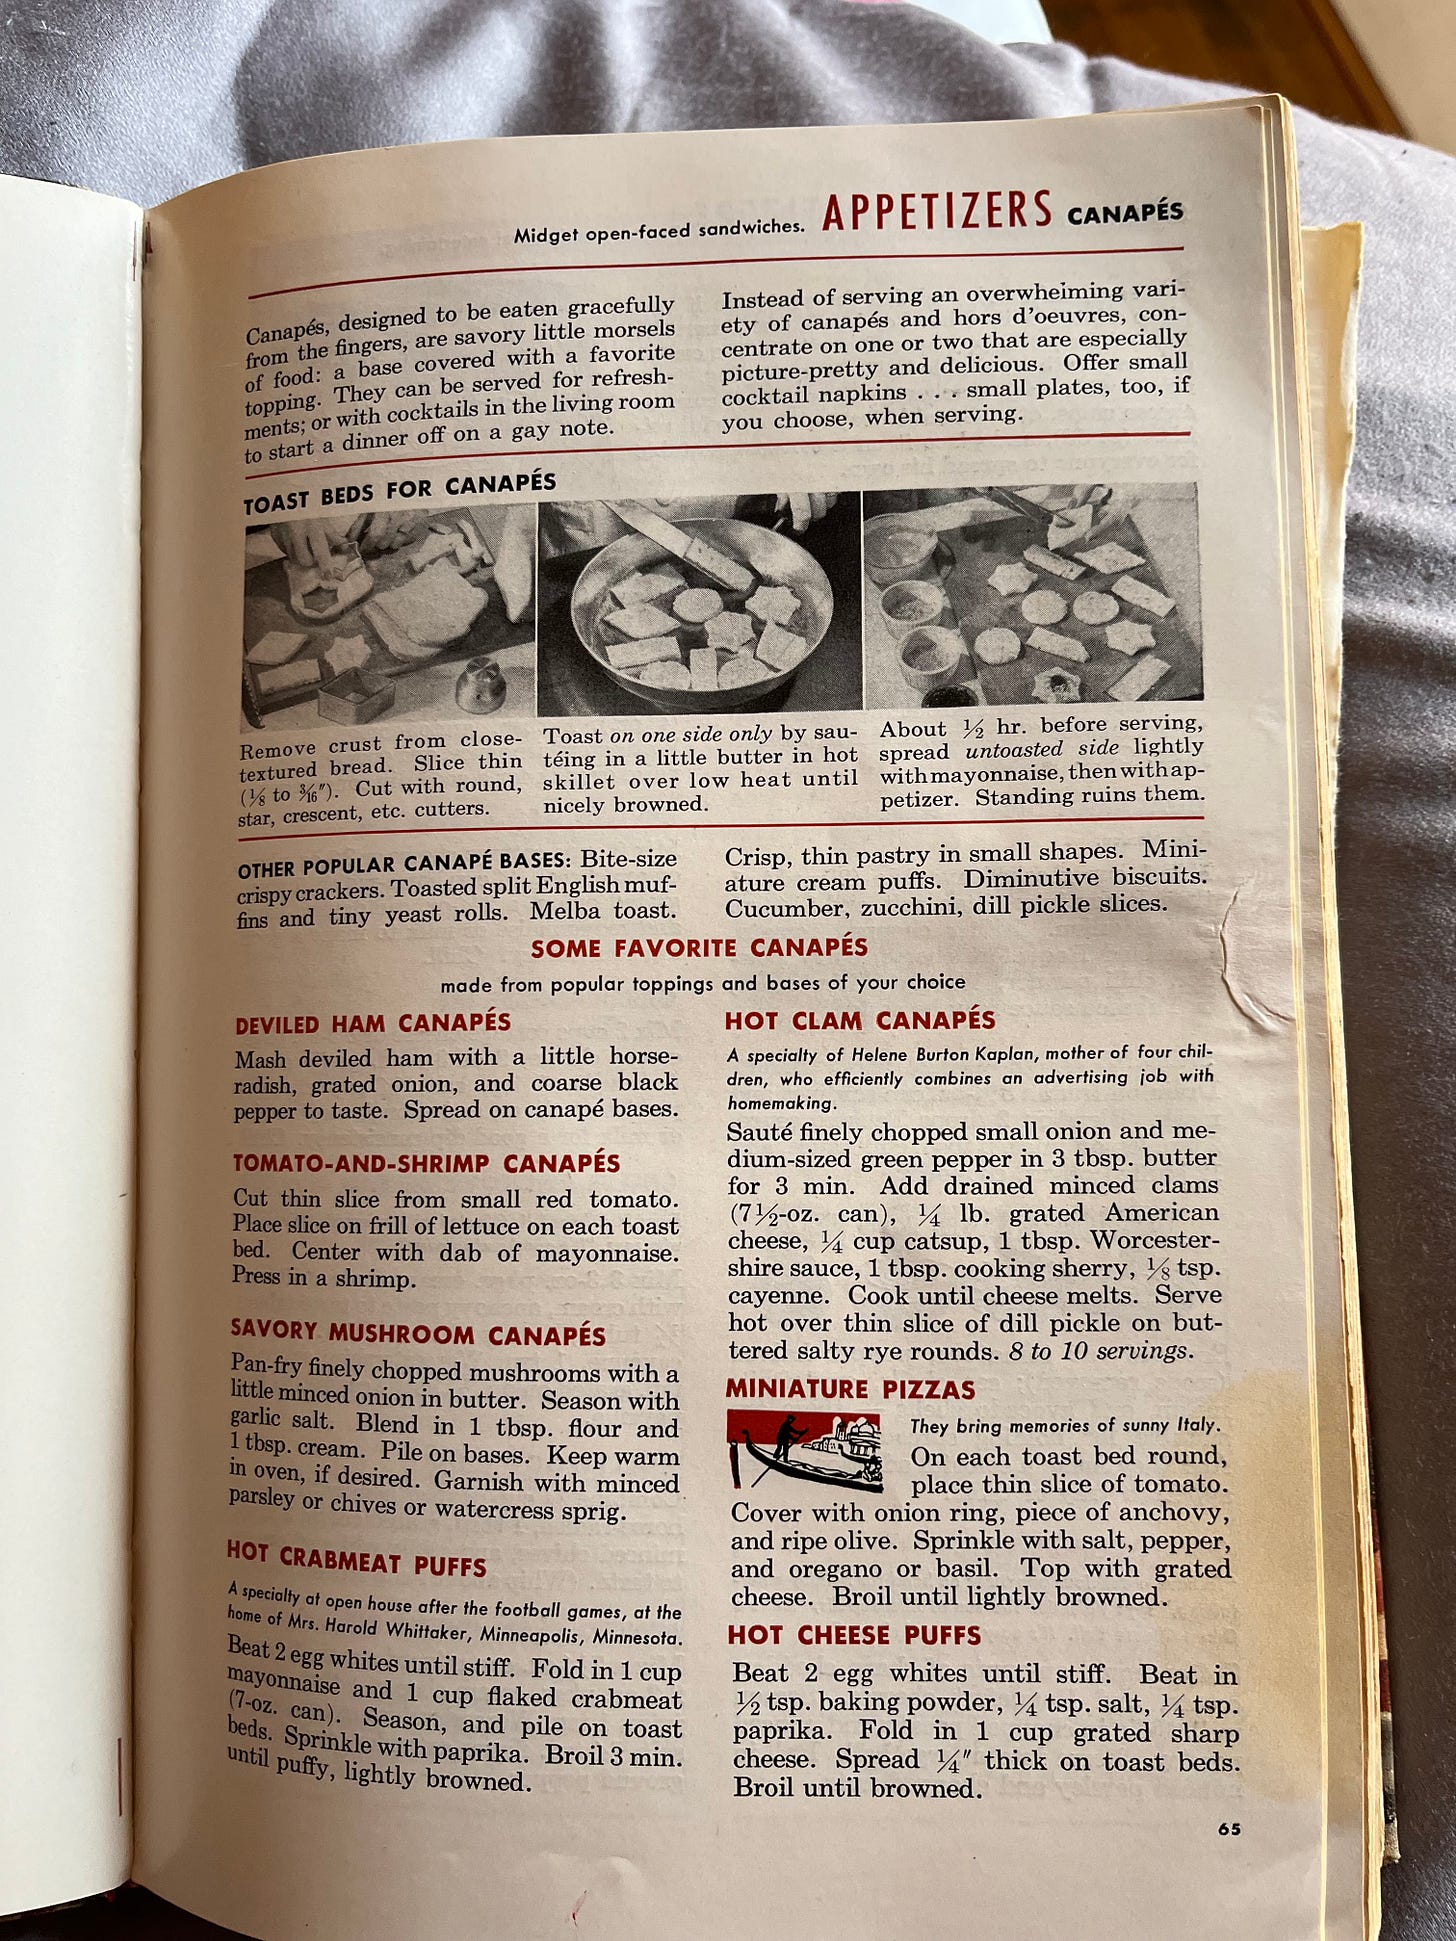 Midget open-faced sandwiches. APPETIZERS CANAPÉS
Canapés, designed to be eaten gracefully
from the fingers, are savory little morsels
of food: a base covered with a favorite
topping. They can be served for refresh-
ments; or with cocktails in the living room
to start a dinner off on a gay note.
Instead of serving an overwhelming vari-
ety of canapés and hors d'oeuvres, con-
centrate on one or two that are especially
picture-pretty and delicious. Offer small
cocktail napkins . . . small plates, too, if
you choose, when serving.
TOAST BEDS FOR CANAPÉS
Remove crust from close-
textured bread. Slice thin
(⅛ to 3/16″). Cut with round,
star, crescent, etc. cutters.
Toast on one side only by sau-
téing in a little butter in hot
skillet over low heat until
nicely browned.
About ½ hr. before serving,
spread untoasted side lightly
with mayonnaise, then with ap-
petizer. Standing ruins them.
OTHER POPULAR CANAPÉ BASES: Bite-size
crispy crackers. Toasted split English muf-
fins and tiny yeast rolls. Melba toast.
Crisp, thin pastry in small shapes. Mini-
ature cream puffs. Diminutive biscuits.
Cucumber, zucchini, dill pickle slices.
SOME FAVORITE CANAPÉS
made from popular toppings and bases of your choice
DEVILED HAM CANAPÉS
Mash deviled ham with a little horse-
radish, grated onion, and coarse black
pepper to taste. Spread on canapé bases.
TOMATO-AND-SHRIMP CANAPÉS
Cut thin slice from small red tomato.
Place slice on frill of lettuce on each toast
bed. Center with dab of mayonnaise.
Press in a shrimp.
SAVORY MUSHROOM CANAPÉS
Pan-fry finely chopped mushrooms with a
little minced onion in butter. Season with
garlic salt. Blend in 1 tbsp. flour and
1 tbsp. cream. Pile on bases. Keep warm
in oven, if desired. Garnish with minced
parsley or chives or watercress sprig.
HOT CRABMEAT PUFFS
A specialty at open house after the football games, at the
home of Mrs. Harold Whittaker, Minneapolis, Minnesota.
Beat 2 egg whites until stiff. Fold in 1 cup
mayonnaise and 1 cup flaked crabmeat
(7-oz. can). Season, and pile on toast
beds. Sprinkle with paprika. Broil 3 min.
until puffy, lightly browned.
HOT CLAM CANAPÉS
A specialty of Helene Burton Kaplan, mother of four chil-
dren, who efficiently combines an advertising job with
homemaking.
Sauté finely chopped small onion and me-
dium-sized green pepper in 3 tbsp. butter
for 3 min. Add drained minced clams
(7½-oz. can), ¼ lb. grated American
cheese, ¼ cup catsup, 1 tbsp. Worcester-
shire sauce, 1 tbsp. cooking sherry, ⅛ tsp.
cayenne. Cook until cheese melts. Serve
hot over thin slice of dill pickle on but-
tered salty rye rounds. 8 to 10 servings.
MINIATURE PIZZAS
They bring memories of sunny Italy.
On each toast bed round,
place thin slice of tomato.
Cover with onion ring, piece of anchovy,
and ripe olive. Sprinkle with salt, pepper,
and oregano or basil. Top with grated
cheese. Broil until lightly browned.
HOT CHEESE PUFFS
Beat 2 egg whites until stiff. Beat in
½ tsp. baking powder, ¼ tsp. salt, ¼ tsp.
paprika. Fold in 1 cup grated sharp
cheese. Spread ¼″ thick on toast beds.
Broil until browned.
65